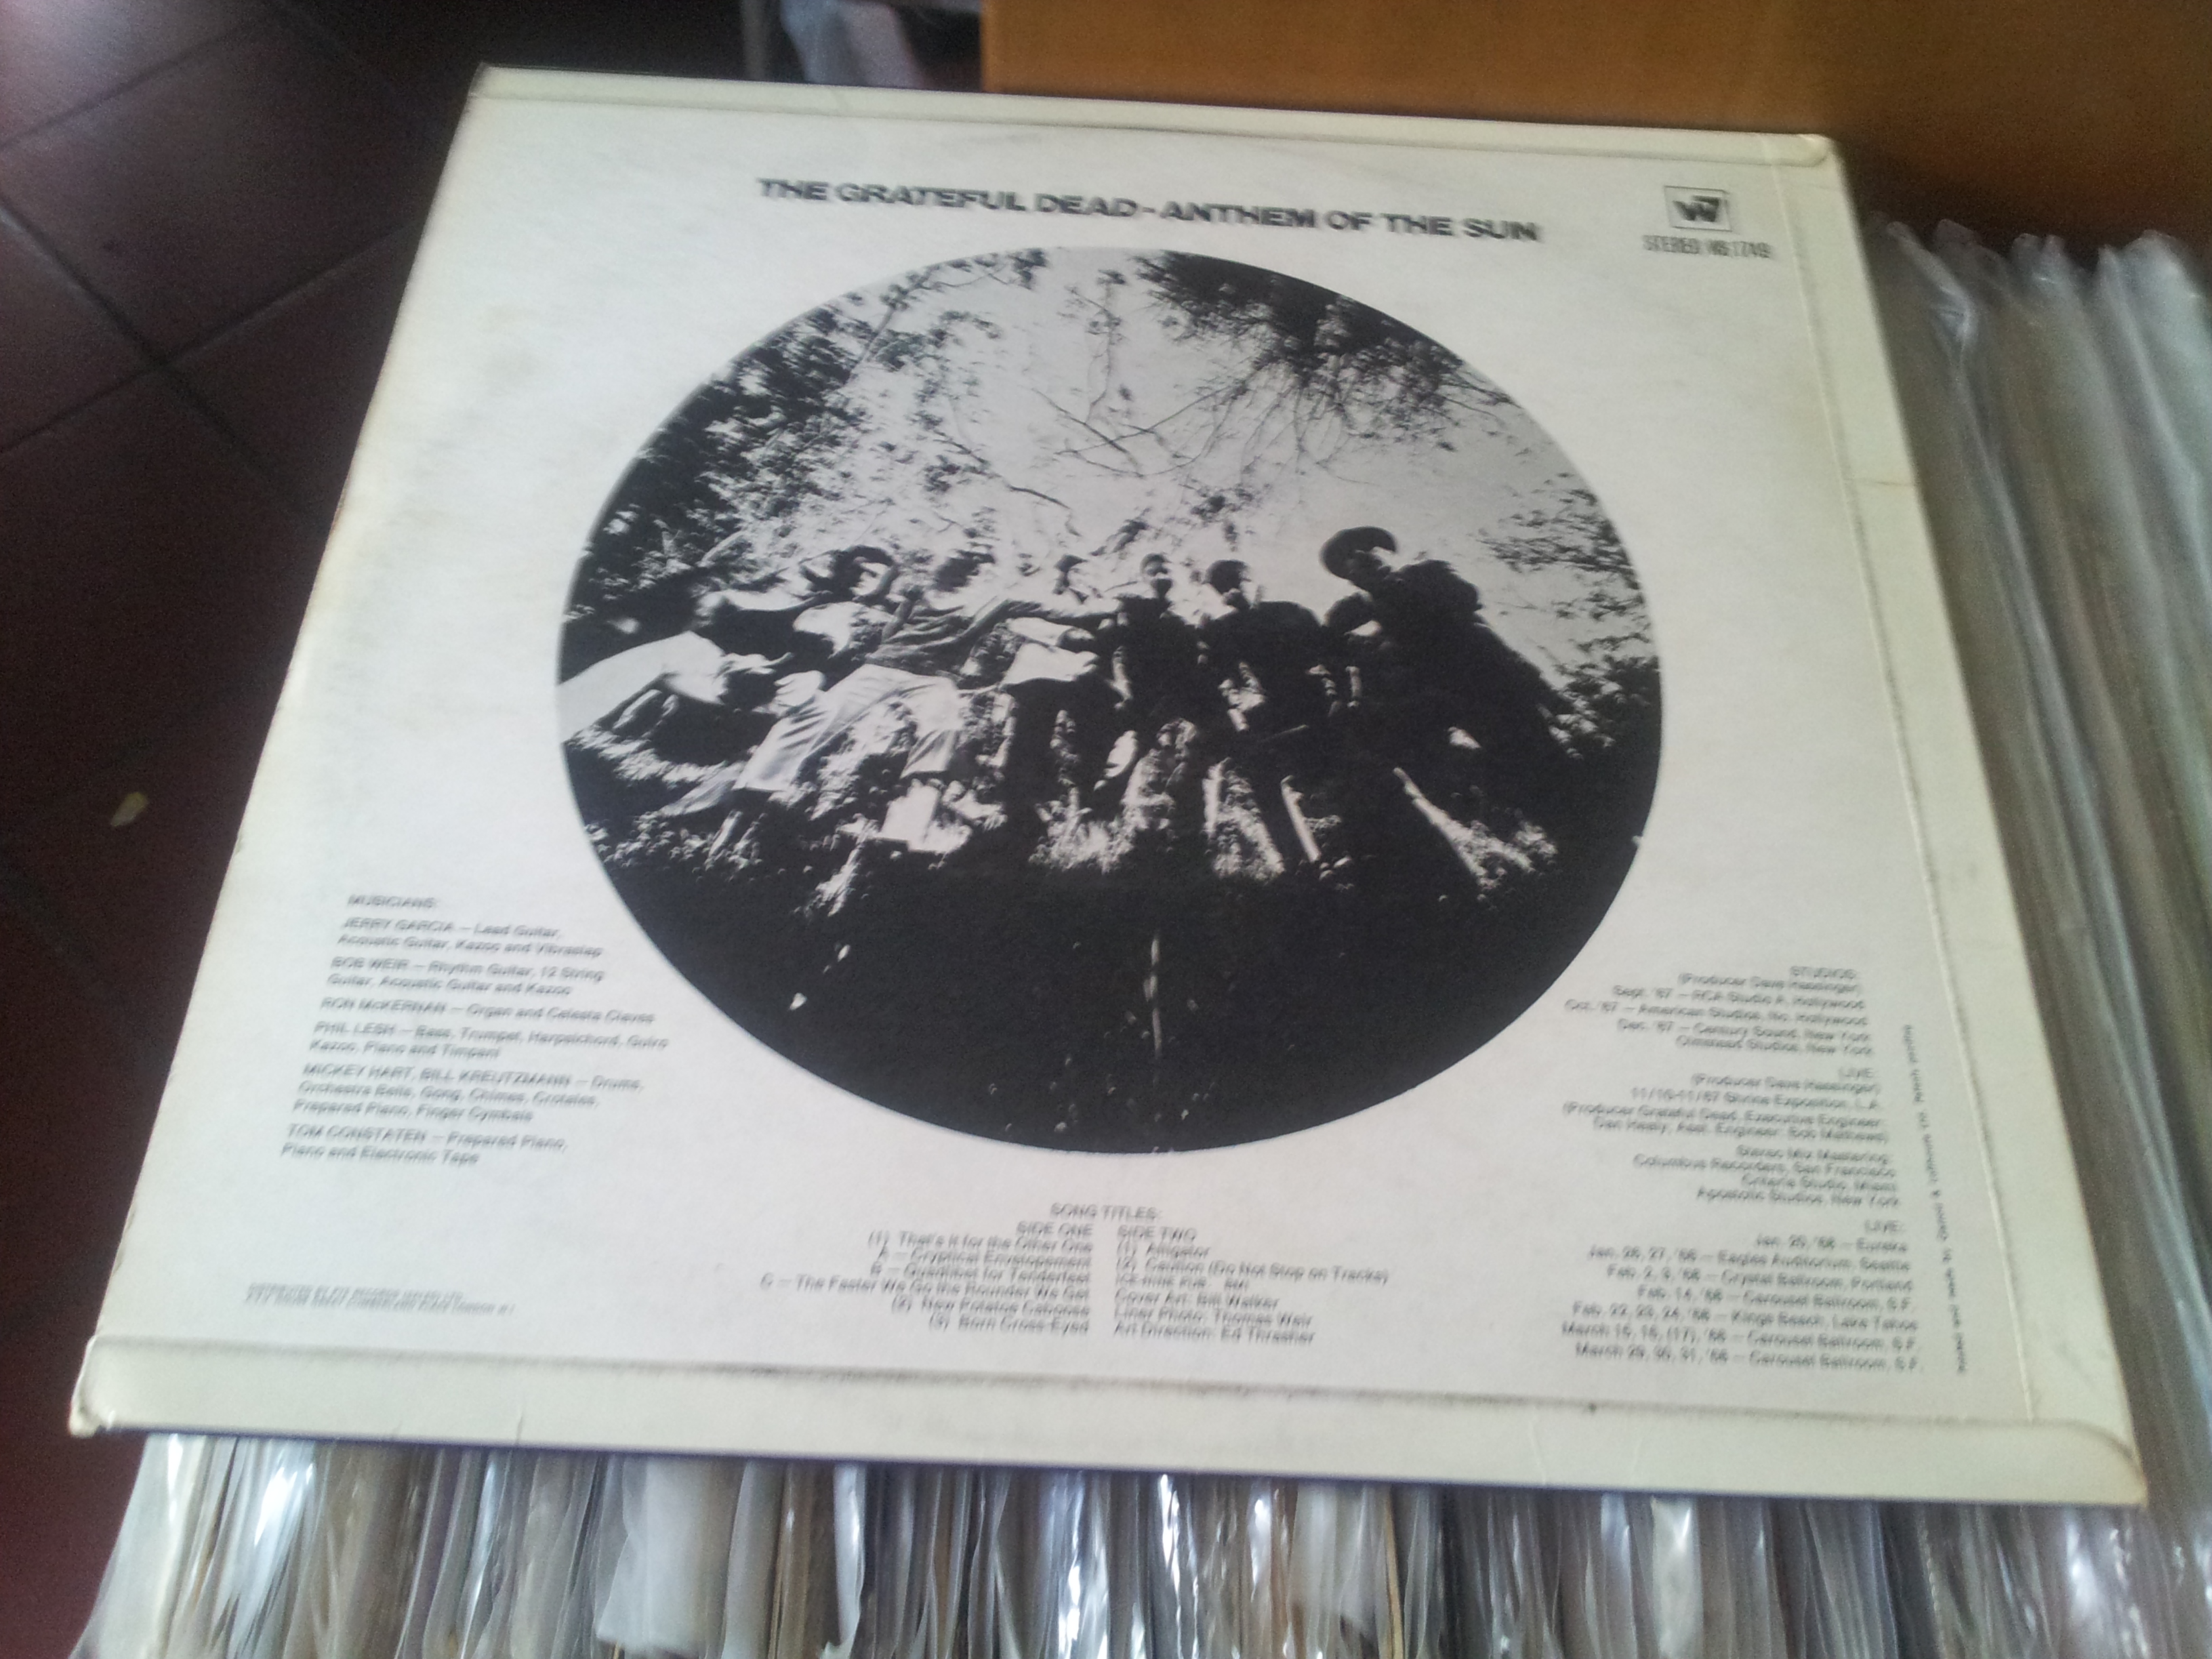 THE GRATEFUL DEAD - ANTHEM OF THE SUN
W7
STEREO WS 1749
MUSICIANS:
JERRY GARCIA — Lead Guitar,
Acoustic Guitar, Kazoo and Vibraslap
BOB WEIR — Rhythm Guitar, 12 String
Guitar, Acoustic Guitar and Kazoo
RON McKERNAN — Organ and Celesta Claves
PHIL LESH — Bass, Trumpet, Harpsichord, Guiro
Kazoo, Piano and Timpani
MICKEY HART, BILL KREUTZMANN — Drums,
Orchestra Bells, Gong, Chimes, Crotales,
Prepared Piano, Finger Cymbals
TOM CONSTATEN — Prepared Piano,
Piano and Electronic Tape
SONG TITLES:
SIDE ONE
(1) That's It for the Other One
A — Cryptical Envelopement
B — Quadlibet for Tenderfeet
C — The Faster We Go the Rounder We Get
(2) New Potatoe Caboose
(3) Born Cross-Eyed
SIDE TWO
(1) Alligator
(2) Caution (Do Not Stop on Tracks)
Cover Art: Bill Walker
Liner Photo: Thomas Weir
Art Direction: Ed Thrasher
STUDIOS:
(Producer Dave Hassinger)
Sept. '67 — RCA Studio A, Hollywood
Oct. '67 — American Studios, No. Hollywood
Dec. '67 — Century Sound, New York
Olmstead Studios, New York
LIVE:
(Producer Dave Hassinger)
11/10-11/67 Shrine Exposition, L.A.
(Producer Grateful Dead, Executive Engineer:
Dan Healy, Asst. Engineer: Bob Mathews)
Stereo Mix Mastering:
Columbus Recorders, San Francisco
Criteria Studio, Miami
Apostolic Studios, New York
LIVE:
Jan. 20, '68 — Eureka
Jan. 26, 27, '68 — Eagles Auditorium, Seattle
Feb. 2, 3, '68 — Crystal Ballroom, Portland
Feb. 14, '68 — Carousel Ballroom, S.F.
Feb. 22, 23, 24, '68 — Kings Beach, Lake Tahoe
March 15, 16, (17), '68 — Carousel Ballroom, S.F.
March 29, 30, 31, '68 — Carousel Ballroom, S.F.